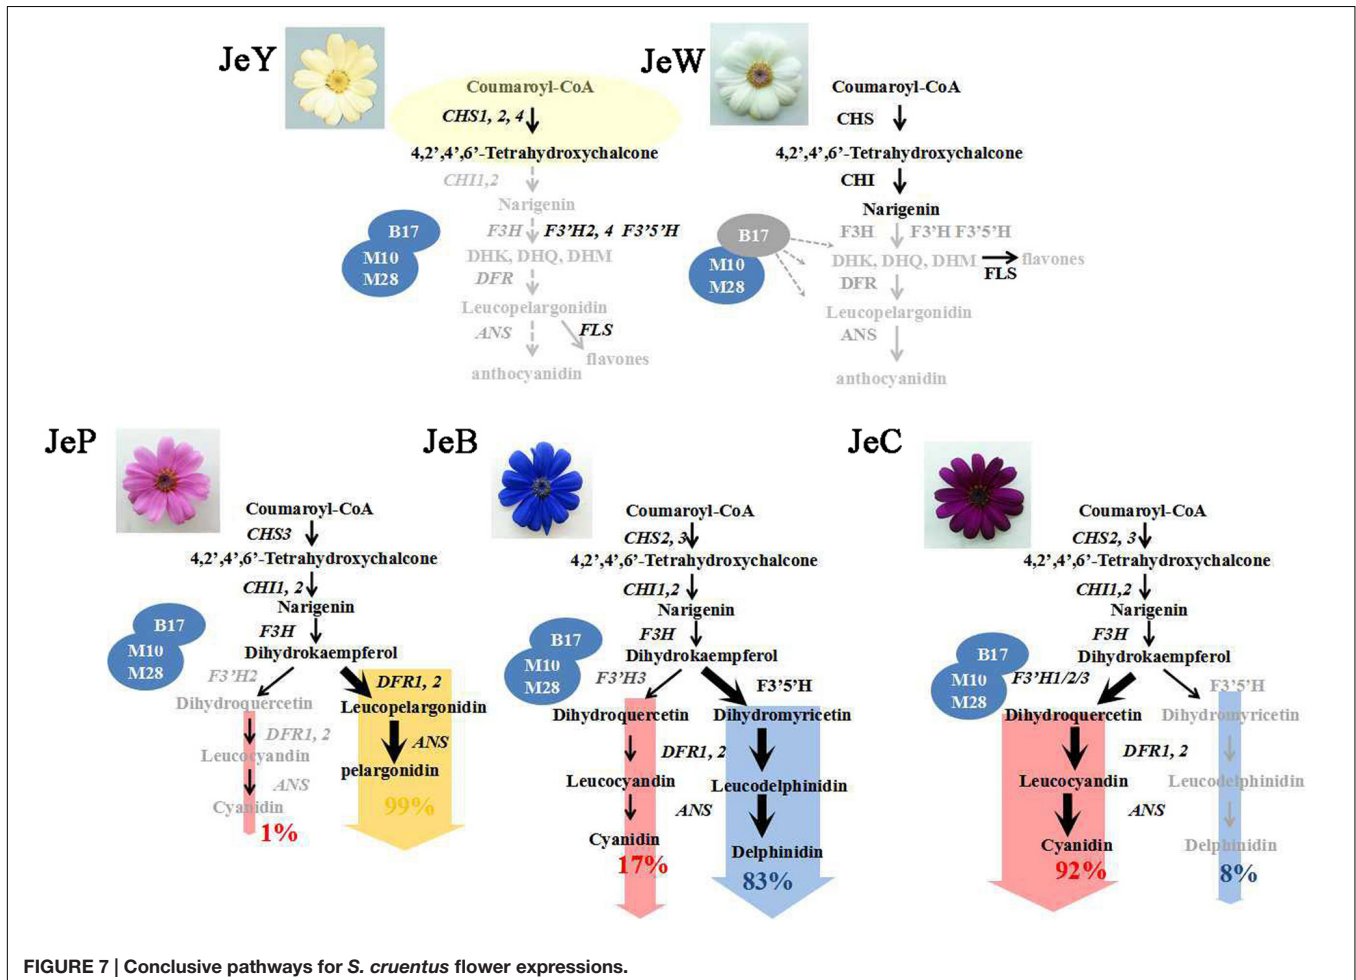 JeY
Coumaroyl-CoA
CHS1, 2, 4
4,2’,4’,6’-Tetrahydroxychalcone
CHI1,2
Narigenin
F3H F3’H2, 4 F3’5’H
DHK, DHQ, DHM
DFR
Leucopelargonidin
ANS FLS
flavones
anthocyanidin
B17
M10
M28
JeW
Coumaroyl-CoA
CHS
4,2’,4’,6’-Tetrahydroxychalcone
CHI
Narigenin
F3H F3’H F3’5’H
DHK, DHQ, DHM flavones
FLS
DFR
Leucopelargonidin
ANS
anthocyanidin
B17
M10
M28
JeP
Coumaroyl-CoA
CHS3
4,2’,4’,6’-Tetrahydroxychalcone
CHI1, 2
Narigenin
F3H
Dihydrokaempferol
B17
M10
M28
F3’H2
Dihydroquercetin
DFR1, 2
Leucocyandin
ANS
Cyanidin
1%
DFR1, 2
Leucopelargonidin
ANS
pelargonidin
99%
JeB
Coumaroyl-CoA
CHS2, 3
4,2’,4’,6’-Tetrahydroxychalcone
CHI1,2
Narigenin
F3H
Dihydrokaempferol
B17
M10
M28
F3’H3 F3’5’H
Dihydroquercetin Dihydromyricetin
DFR1, 2
Leucocyandin Leucodelphinidin
ANS
Cyanidin Delphinidin
17% 83%
JeC
Coumaroyl-CoA
CHS2, 3
4,2’,4’,6’-Tetrahydroxychalcone
CHI1,2
Narigenin
F3H
Dihydrokaempferol
B17
M10
M28
F3’H1/2/3 F3’5’H
Dihydroquercetin Dihydromyricetin
DFR1, 2
Leucocyandin Leucodelphinidin
ANS
Cyanidin Delphinidin
92% 8%
FIGURE 7 | Conclusive pathways for S. cruentus flower expressions.